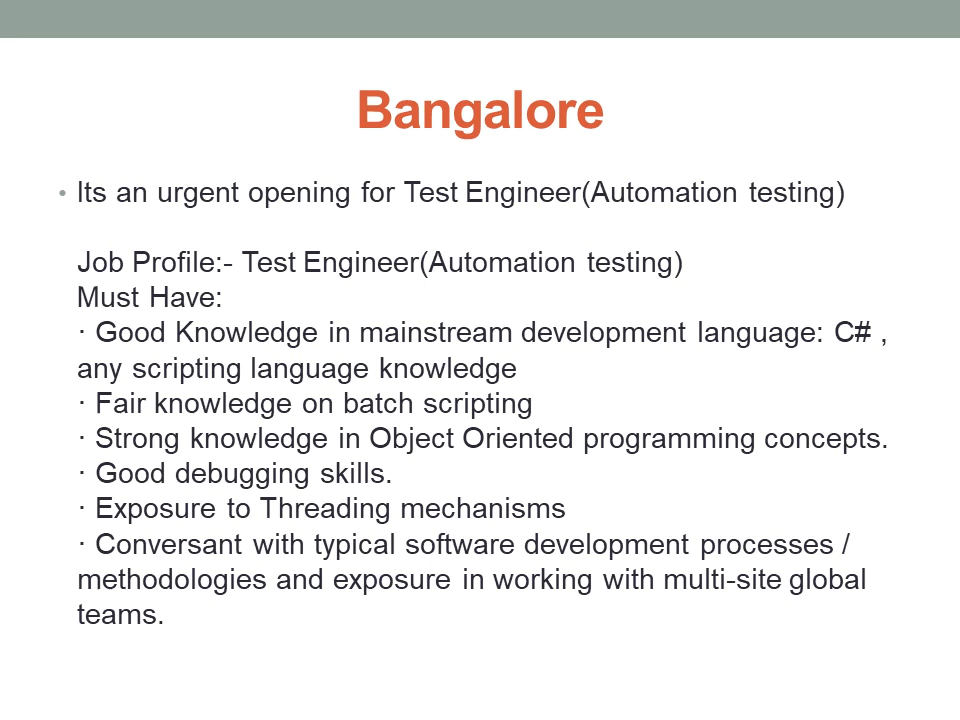 Bangalore
• Its an urgent opening for Test Engineer(Automation testing)
Job Profile:- Test Engineer(Automation testing)
Must Have:
· Good Knowledge in mainstream development language: C# ,
any scripting language knowledge
· Fair knowledge on batch scripting
· Strong knowledge in Object Oriented programming concepts.
· Good debugging skills.
· Exposure to Threading mechanisms
· Conversant with typical software development processes /
methodologies and exposure in working with multi-site global
teams.